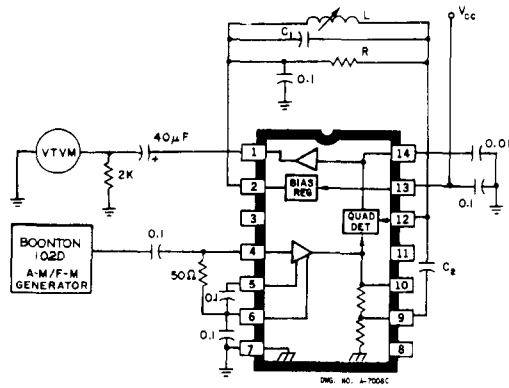 L
VCC
C1
R
0.1
40µF
+
VTVM
2K
1
14
0.01
BIAS
REG
2
13
0.1
3
QUAD
DET
12
BOONTON
102D
A-M/F-M
GENERATOR
0.1
4
11
50Ω
5
10
C2
0.1
6
9
0.1
7
8
DWG. NO. A-7008C